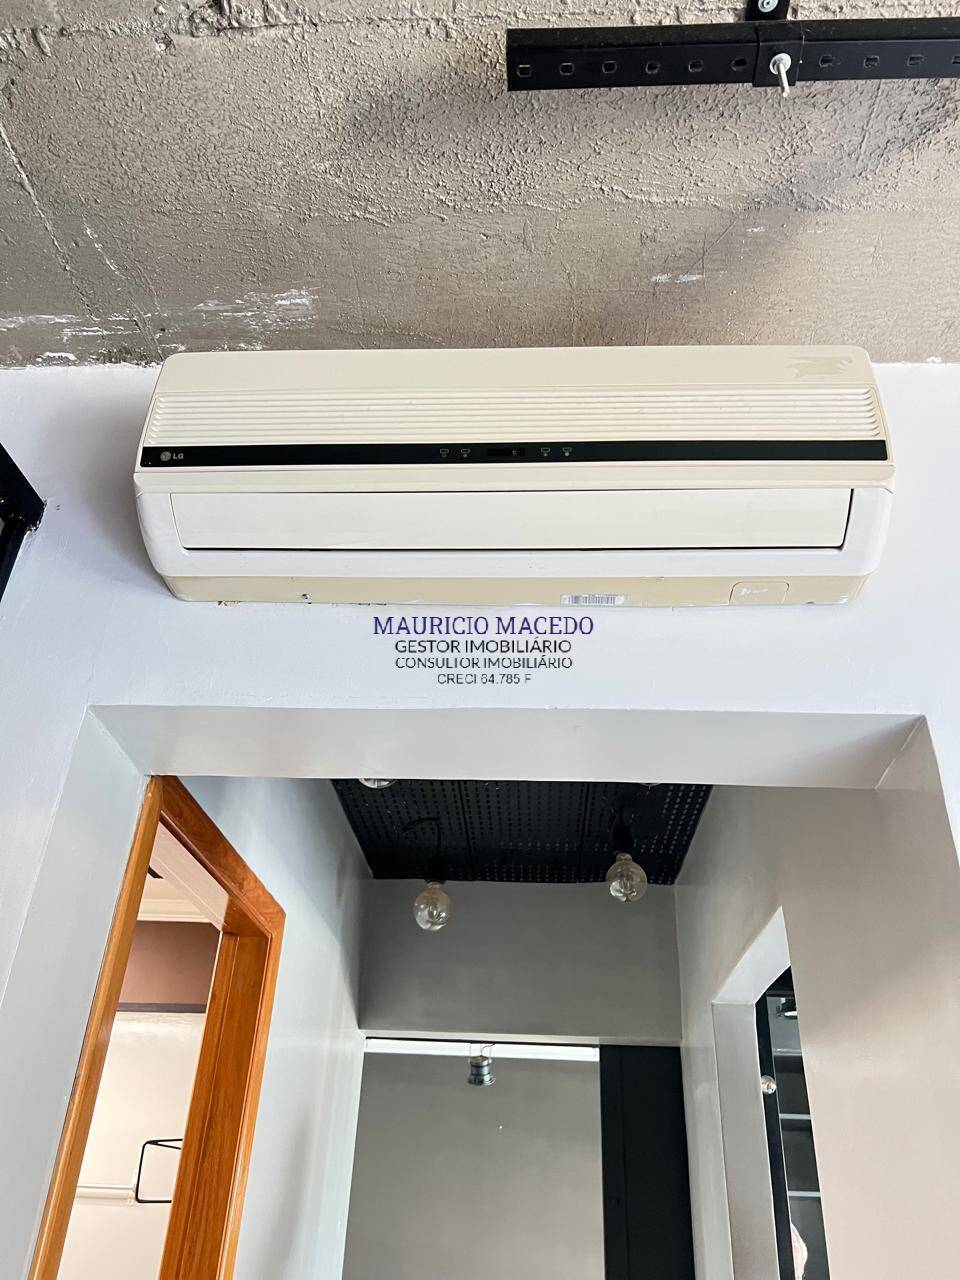 LG
MAURICIO MACEDO
GESTOR IMOBILIÁRIO
CONSULTOR IMOBILIÁRIO
CRECI 64.785 F